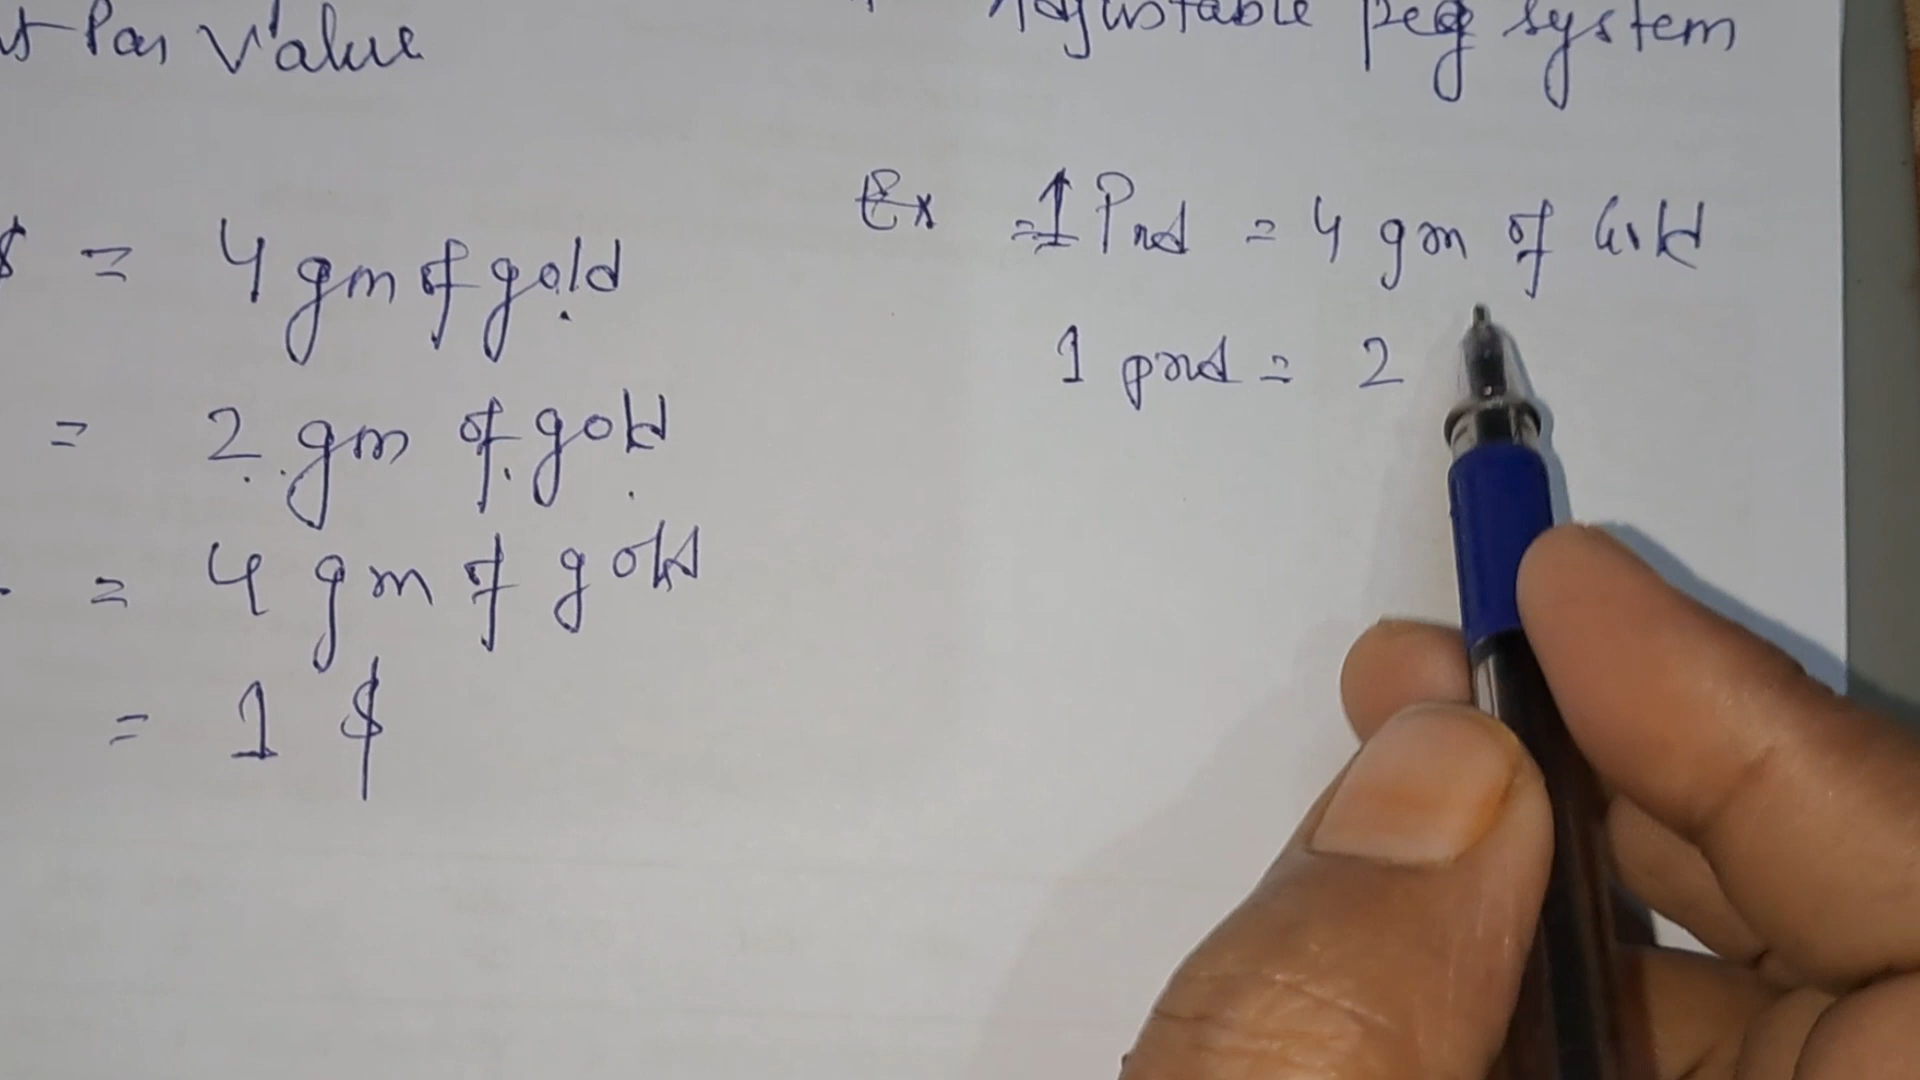 Par Value
$ = 4 gm of gold
= 2 gm of gold
= 4 gm of gold
= 1 $
Adjustable peg system
Ex = 1 Pnd = 4 gm of Gold
1 pond = 2